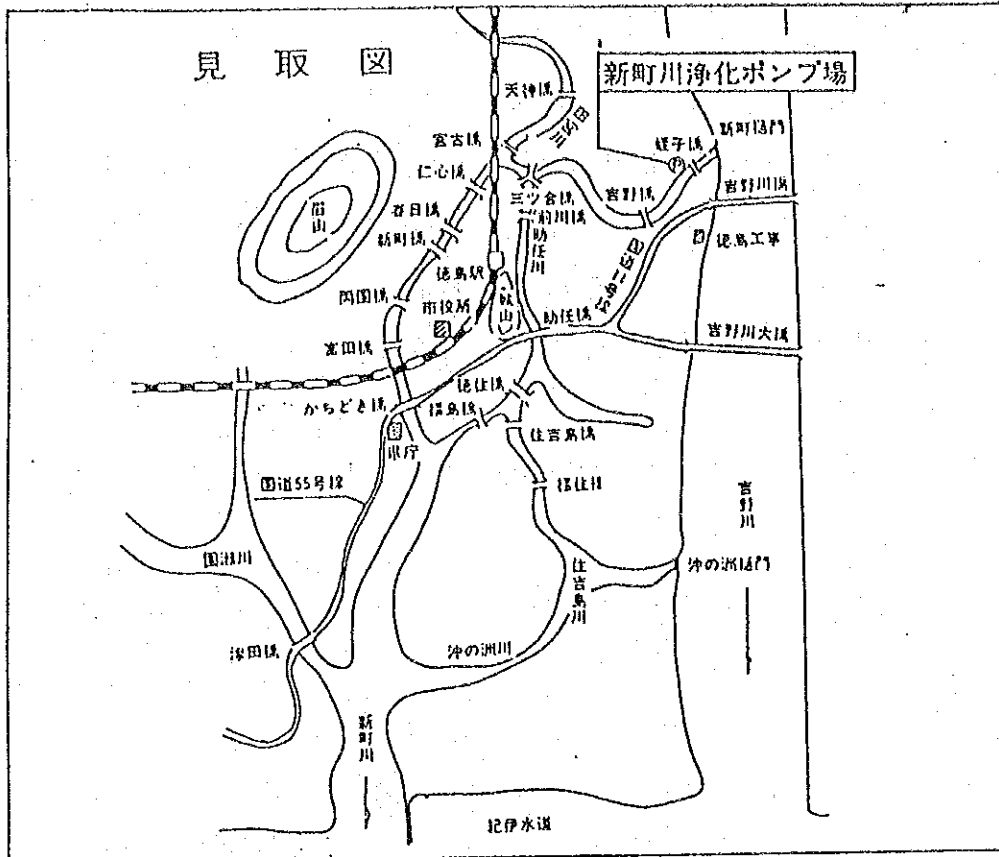 見取図
新町川浄化ポンプ場
天神橋
三ツ合橋
宮古橋
仁心橋
春日橋
新町橋
両国橋
富田橋
かちどき橋
県庁
国道55号線
眉山
徳島駅
市役所
城山
前川橋
助任川
吉野橋
新町樋門
吉野川橋
徳島工事
助任橋
吉野川大橋
徳住橋
福島橋
住吉島橋
吉野川
沖の洲樋門
住吉島川
沖の洲川
新町川
紀伊水道